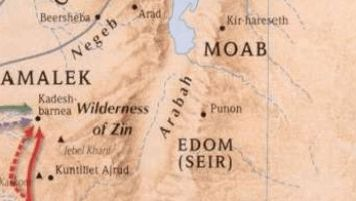 Beersheba
Arad
Negeb
Kir-hareseth
MOAB
AMALEK
Kadesh-
barnea
Wilderness
of Zin
Arabah
Punon
Jebel Kharif
EDOM
(SEIR)
Kuntillet Ajrud